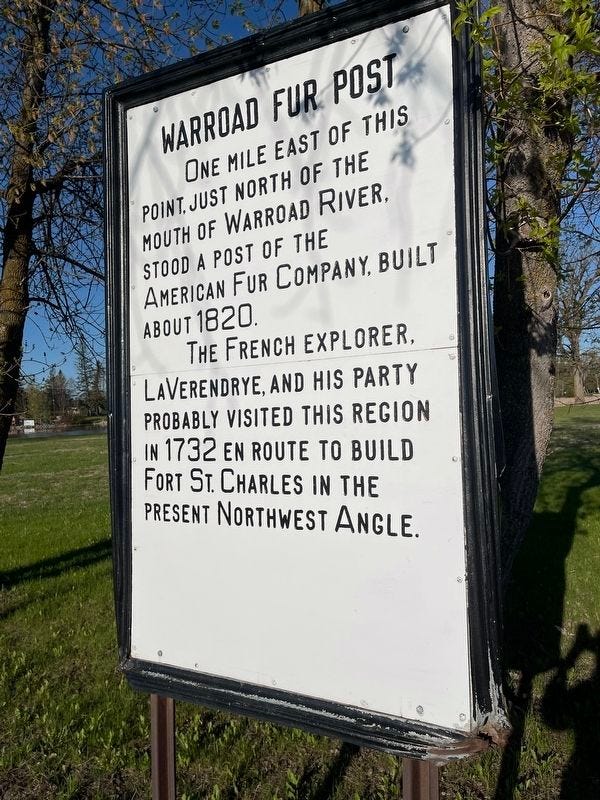 WARROAD FUR POST
ONE MILE EAST OF THIS
POINT, JUST NORTH OF THE
MOUTH OF WARROAD RIVER,
STOOD A POST OF THE
AMERICAN FUR COMPANY, BUILT
ABOUT 1820.
THE FRENCH EXPLORER,
LAVERENDRYE, AND HIS PARTY
PROBABLY VISITED THIS REGION
IN 1732 EN ROUTE TO BUILD
FORT ST. CHARLES IN THE
PRESENT NORTHWEST ANGLE.